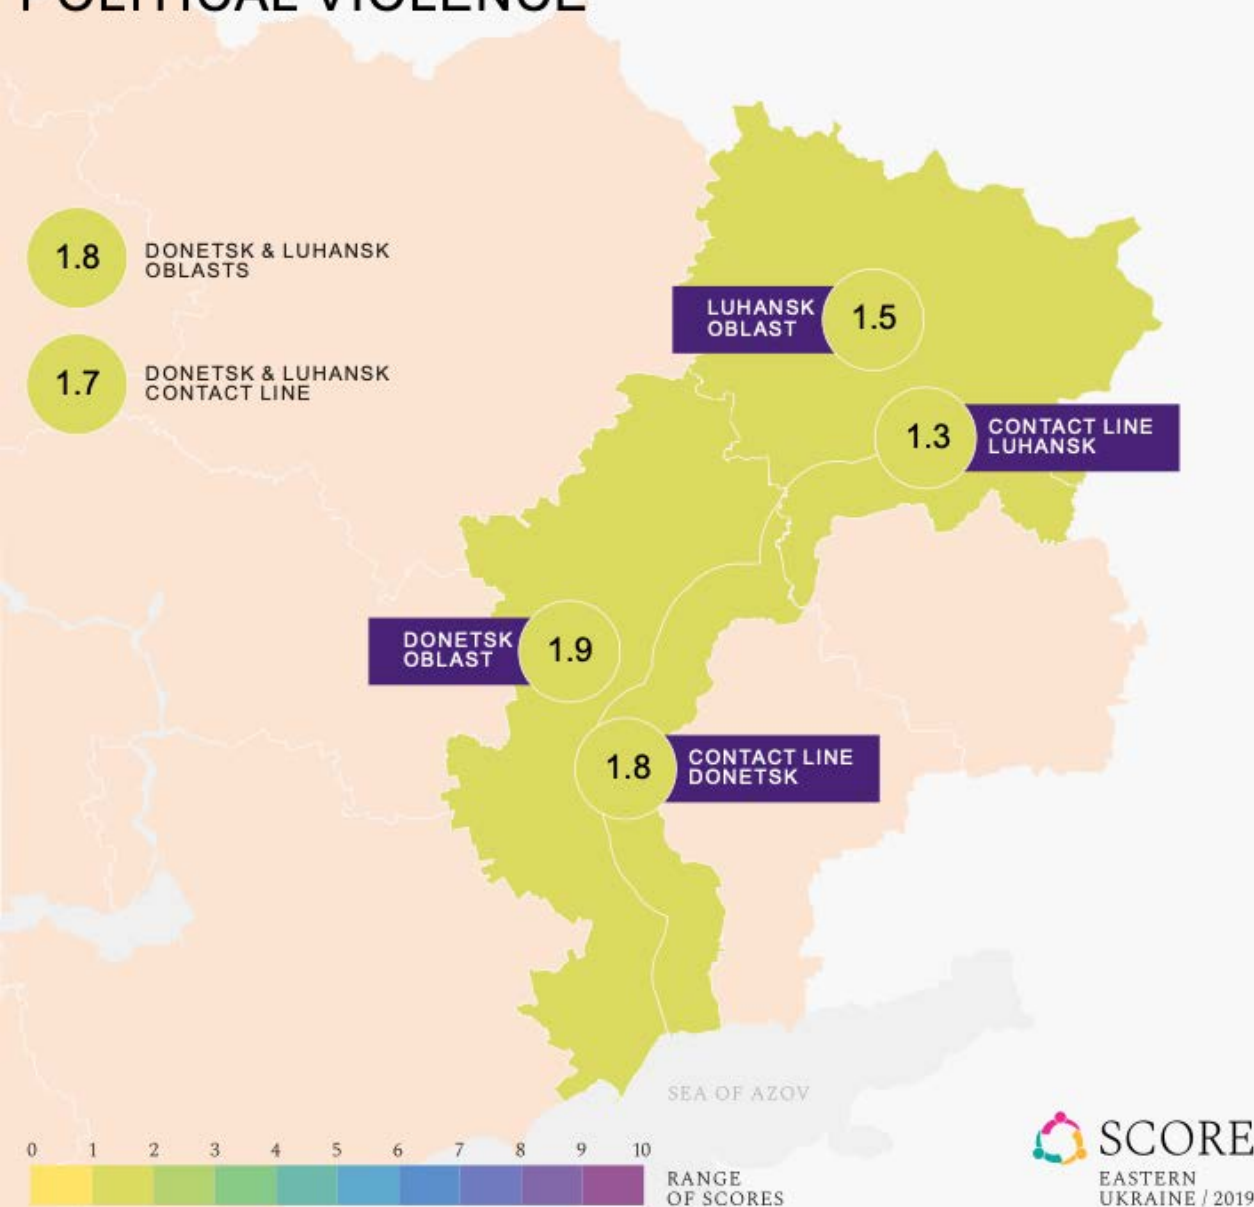 POLITICAL VIOLENCE
1.8
DONETSK & LUHANSK
OBLASTS
1.7
DONETSK & LUHANSK
CONTACT LINE
LUHANSK
OBLAST
1.5
1.3
CONTACT LINE
LUHANSK
DONETSK
OBLAST
1.9
1.8
CONTACT LINE
DONETSK
SEA OF AZOV
0 1 2 3 4 5 6 7 8 9 10
RANGE
OF SCORES
SCORE
EASTERN
UKRAINE / 2019